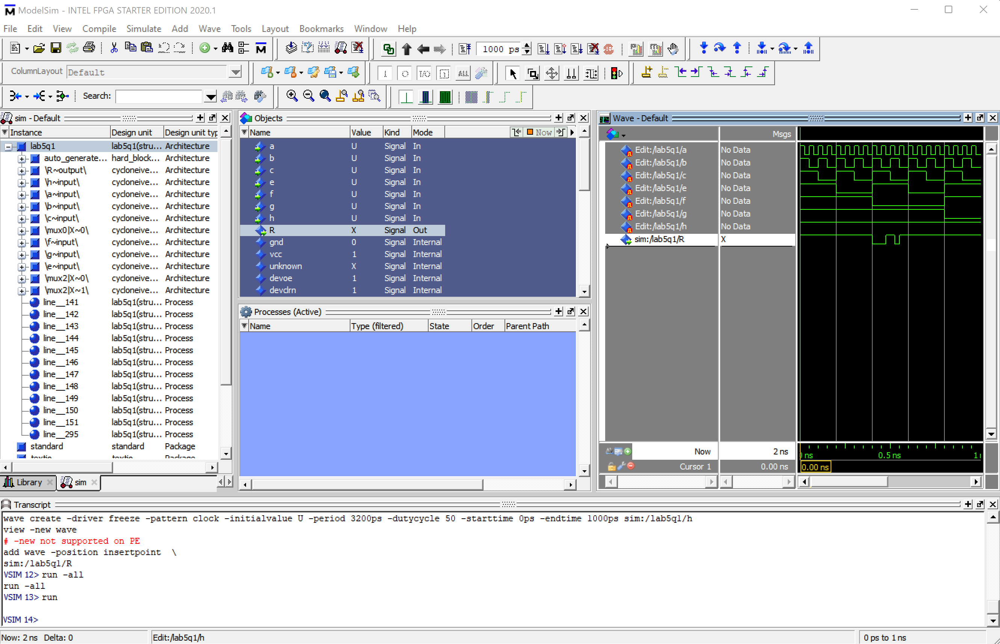 ModelSim - INTEL FPGA STARTER EDITION 2020.1
File Edit View Compile Simulate Add Wave Tools Layout Bookmarks Window Help
1000 ps
ColumnLayout Default
ALL
Search:
sim - Default
Instance Design unit Design unit typ
lab5q1 lab5q1(stru... Architecture
auto_generate... hard_block... Architecture
\R~output\ cycloneive... Architecture
\h~input\ cycloneive... Architecture
\a~input\ cycloneive... Architecture
\b~input\ cycloneive... Architecture
\c~input\ cycloneive... Architecture
\mux0|X~0\ cycloneive... Architecture
\f~input\ cycloneive... Architecture
\g~input\ cycloneive... Architecture
\e~input\ cycloneive... Architecture
\mux2|X~0\ cycloneive... Architecture
\mux2|X~1\ cycloneive... Architecture
line__141 lab5q1(stru... Process
line__142 lab5q1(stru... Process
line__143 lab5q1(stru... Process
line__144 lab5q1(stru... Process
line__145 lab5q1(stru... Process
line__146 lab5q1(stru... Process
line__147 lab5q1(stru... Process
line__148 lab5q1(stru... Process
line__149 lab5q1(stru... Process
line__150 lab5q1(stru... Process
line__151 lab5q1(stru... Process
line__295 lab5q1(stru... Process
standard standard Package
Library sim
Objects
Name Value Kind Mode Now
a U Signal In
b U Signal In
c U Signal In
e U Signal In
f U Signal In
g U Signal In
h U Signal In
R X Signal Out
gnd 0 Signal Internal
vcc 1 Signal Internal
unknown X Signal Internal
devoe 1 Signal Internal
devclrn 1 Signal Internal
Processes (Active)
Name Type (filtered) State Order Parent Path
Wave - Default
Msgs
Edit:/lab5q1/a No Data
Edit:/lab5q1/b No Data
Edit:/lab5q1/c No Data
Edit:/lab5q1/e No Data
Edit:/lab5q1/f No Data
Edit:/lab5q1/g No Data
Edit:/lab5q1/h No Data
sim:/lab5q1/R X
Now 2 ns ns 0.5 ns 1
Cursor 1 0.00 ns 0.00 ns
Transcript
wave create -driver freeze -pattern clock -initialvalue U -period 3200ps -dutycycle 50 -starttime 0ps -endtime 1000ps sim:/lab5q1/h
view -new wave
# -new not supported on PE
add wave -position insertpoint \
sim:/lab5q1/R
VSIM 12> run -all
run -all
VSIM 13> run
VSIM 14>
Now: 2 ns Delta: 0 Edit:/lab5q1/h 0 ps to 1 ns